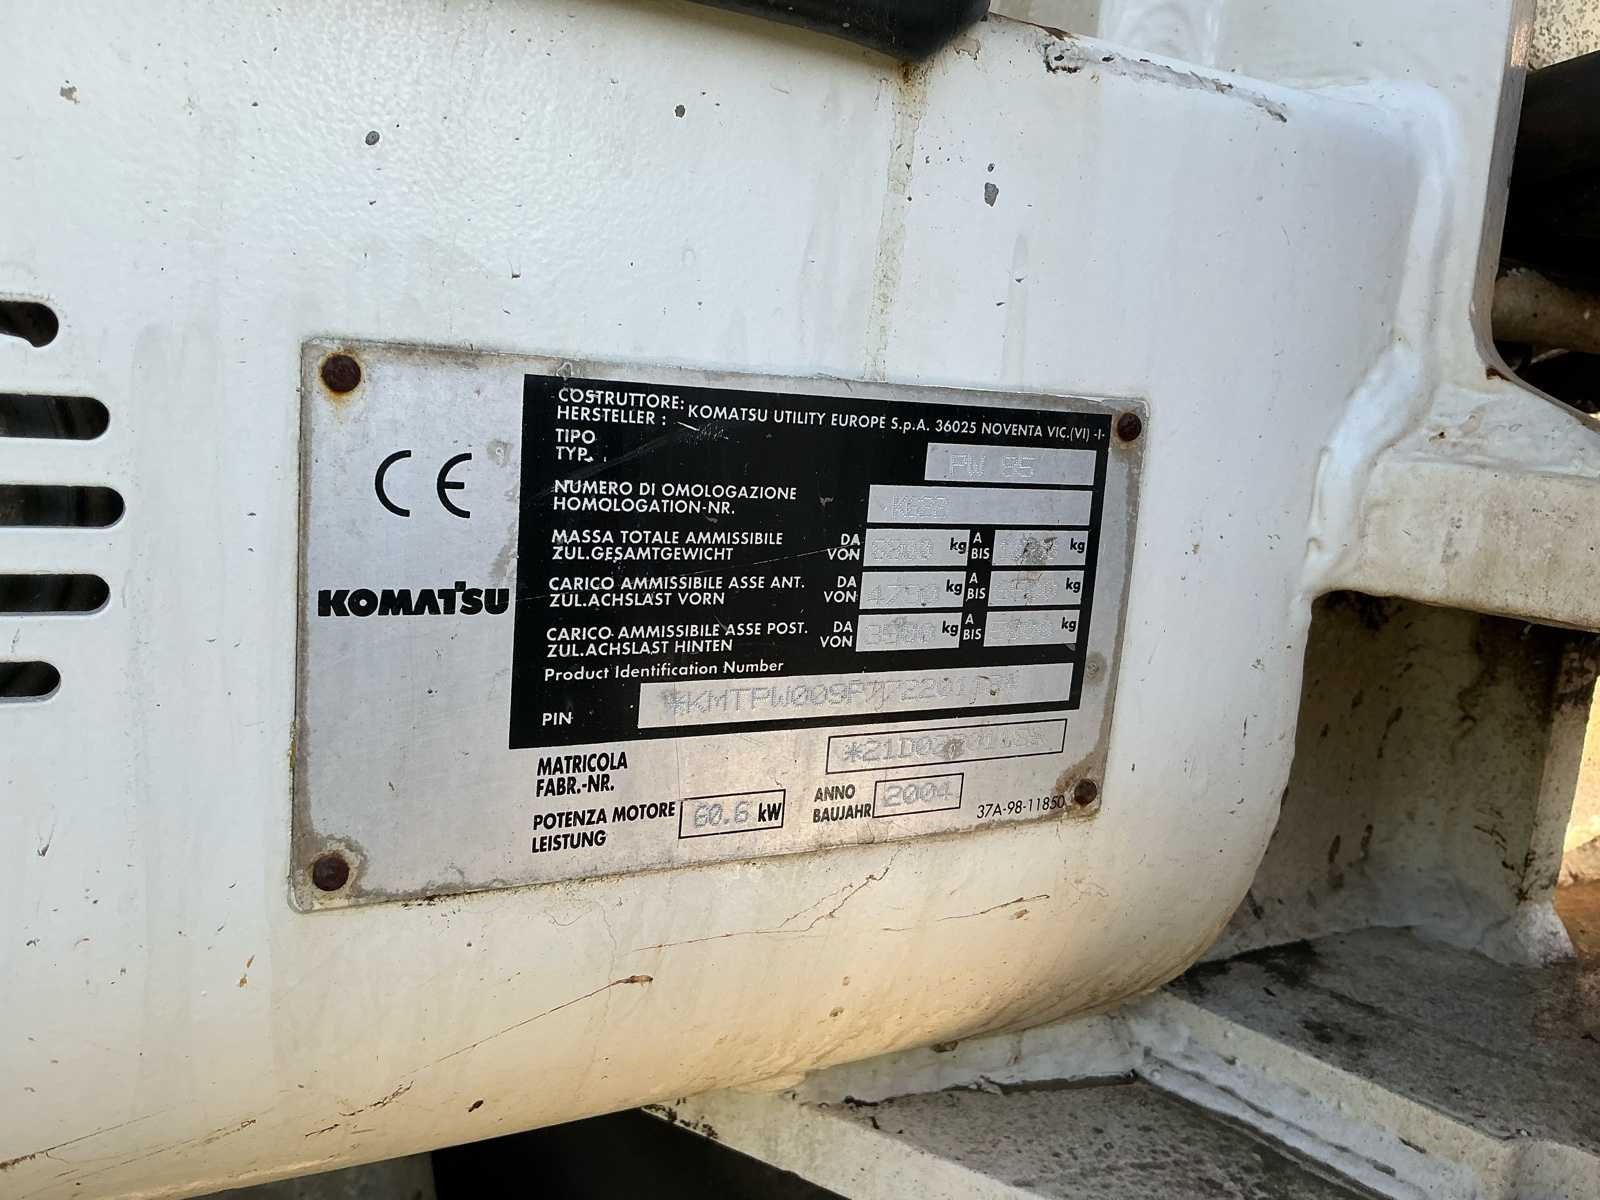 COSTRUTTORE:
HERSTELLER : KOMATSU UTILITY EUROPE S.p.A. 36025 NOVENTA VIC.(VI) -I-
TIPO
TYP. PW 85
NUMERO DI OMOLOGAZIONE
HOMOLOGATION-NR.
MASSA TOTALE AMMISSIBILE DA kg A kg
ZUL.GESAMTGEWICHT VON BIS
CARICO AMMISSIBILE ASSE ANT. DA kg A kg
ZUL.ACHSLAST VORN VON BIS
CARICO AMMISSIBILE ASSE POST. DA kg A kg
ZUL.ACHSLAST HINTEN VON BIS
Product Identification Number
PIN
CE
KOMATSU
MATRICOLA
FABR.-NR.
POTENZA MOTORE 60.6 kW ANNO 2004
LEISTUNG BAUJAHR
37A-98-11850